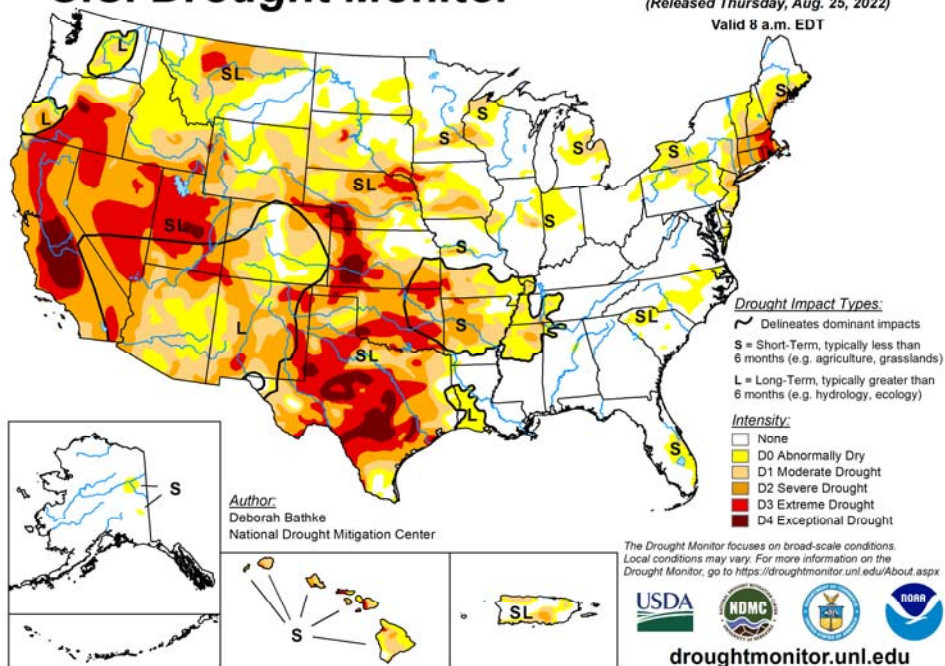 U.S. Drought Monitor
(Released Thursday, Aug. 25, 2022)
Valid 8 a.m. EDT
L
SL
S
S
S
L
S
S
SL
SL
S
S
S
L
S
SL
SL
L
S
Drought Impact Types:
Delineates dominant impacts
S = Short-Term, typically less than
6 months (e.g. agriculture, grasslands)
L = Long-Term, typically greater than
6 months (e.g. hydrology, ecology)
Intensity:
None
D0 Abnormally Dry
D1 Moderate Drought
D2 Severe Drought
D3 Extreme Drought
D4 Exceptional Drought
S
Author:
Deborah Bathke
National Drought Mitigation Center
S
SL
The Drought Monitor focuses on broad-scale conditions.
Local conditions may vary. For more information on the
Drought Monitor, go to https://droughtmonitor.unl.edu/About.aspx
USDA
NDMC
NOAA
droughtmonitor.unl.edu